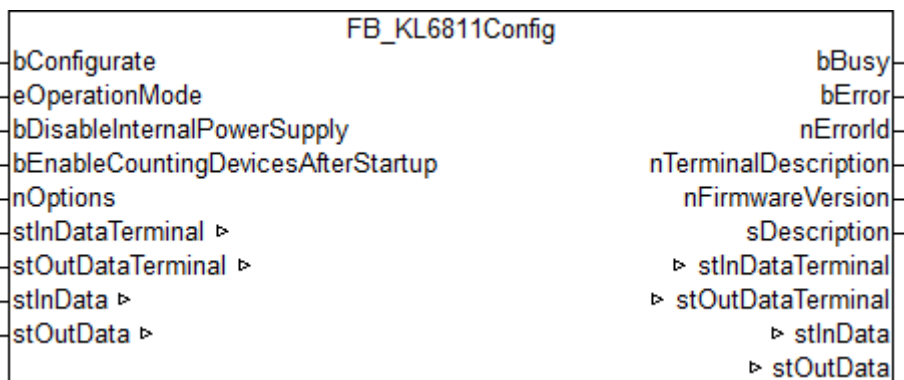 FB_KL6811Config
bConfigurate bBusy
eOperationMode bError
bDisableInternalPowerSupply nErrorId
bEnableCountingDevicesAfterStartup nTerminalDescription
nOptions nFirmwareVersion
stInDataTerminal ▹ sDescription
stOutDataTerminal ▹ ▹ stInDataTerminal
stInData ▹ ▹ stOutDataTerminal
stOutData ▹ ▹ stInData
▹ stOutData